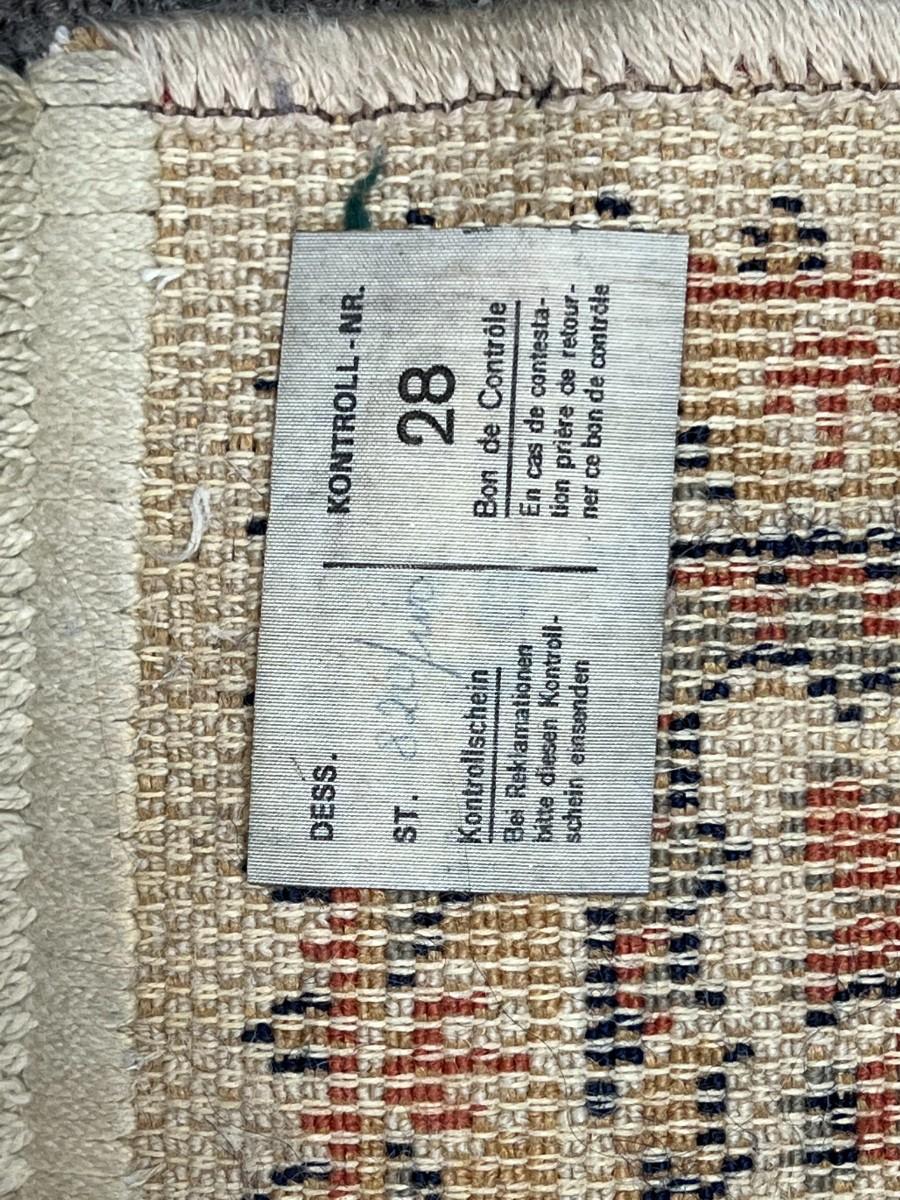 DESS.
ST. 820/
Kontrollschein
Bei Reklamationen
bitte diesen Kontroll-
schein einsenden
KONTROLL-NR.
28
Bon de Contrôle
En cas de contesta-
tion prière de retour-
ner ce bon de contrôle